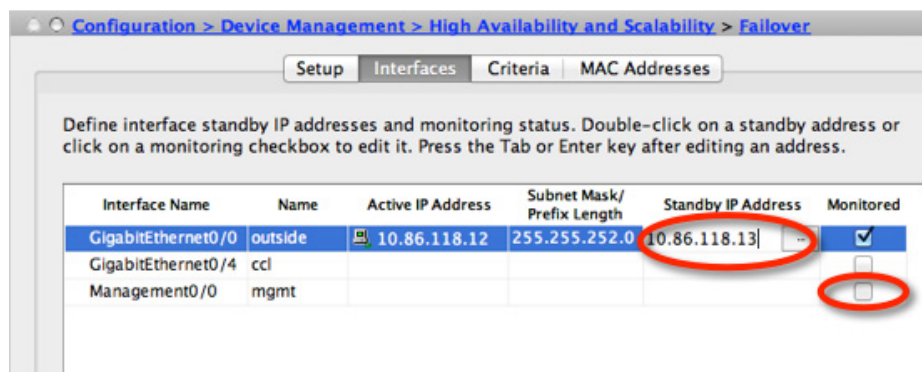 Configuration > Device Management > High Availability and Scalability > Failover
Setup Interfaces Criteria MAC Addresses
Define interface standby IP addresses and monitoring status. Double-click on a standby address or
click on a monitoring checkbox to edit it. Press the Tab or Enter key after editing an address.
Interface Name Name Active IP Address Subnet Mask/ Prefix Length Standby IP Address Monitored
GigabitEthernet0/0 outside 10.86.118.12 255.255.252.0 10.86.118.13 ..
GigabitEthernet0/4 ccl
Management0/0 mgmt